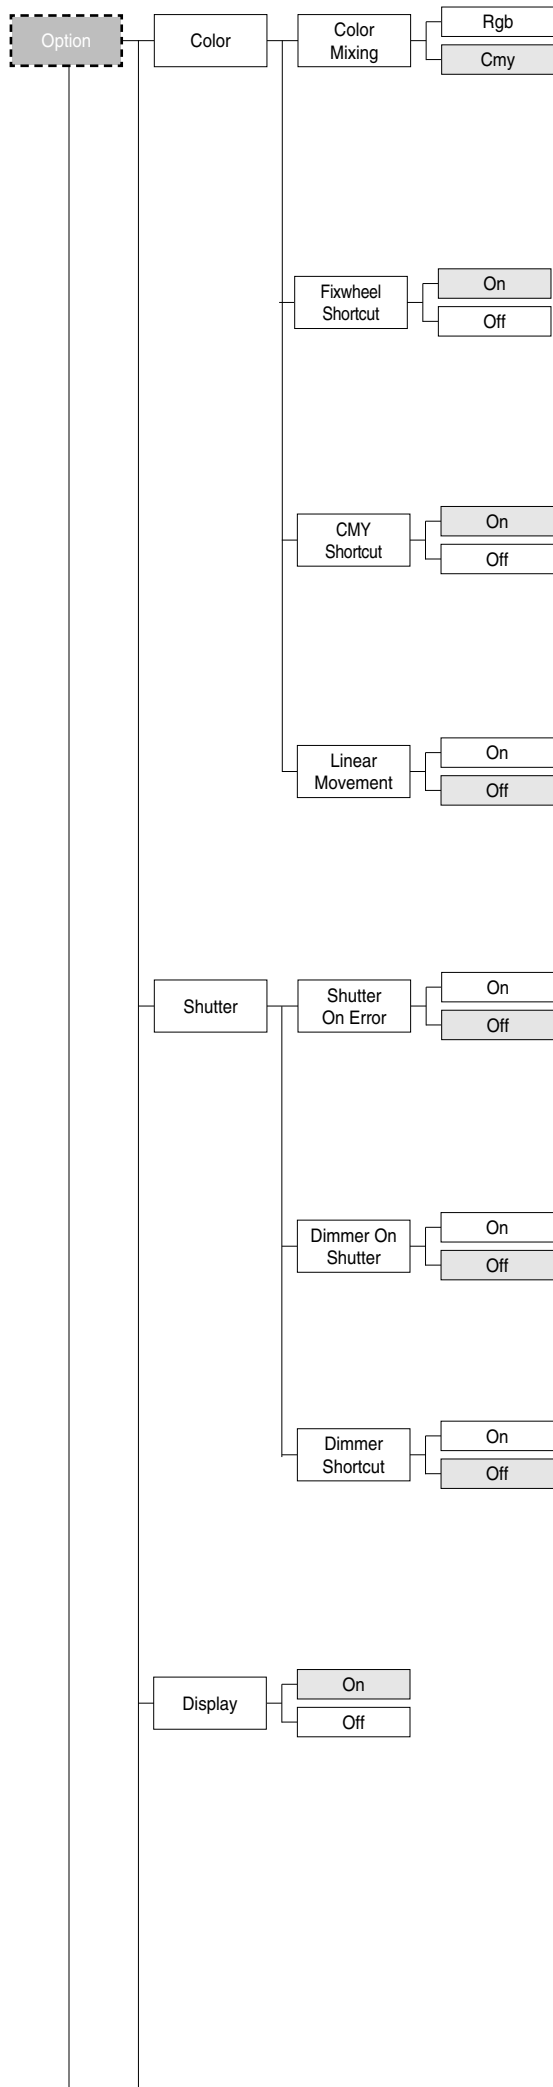 Option
Color
Color
Mixing
Rgb
Cmy
Fixwheel
Shortcut
On
Off
CMY
Shortcut
On
Off
Linear
Movement
On
Off
Shutter
Shutter
On Error
On
Off
Dimmer On
Shutter
On
Off
Dimmer
Shortcut
On
Off
Display
On
Off